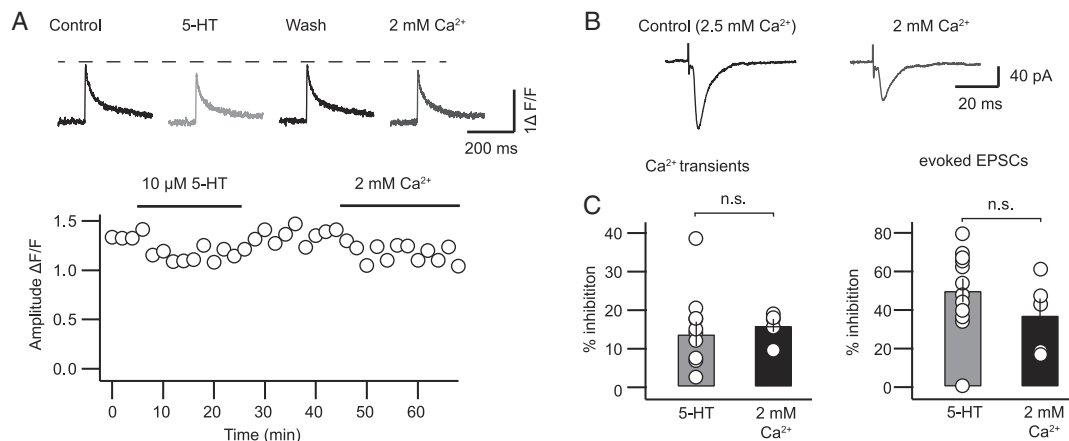 A
Control 5-HT Wash 2 mM Ca²⁺
1Δ F/F
200 ms
10 µM 5-HT 2 mM Ca²⁺
Amplitude ΔF/F
1.5
1.0
1.5
0.0
0 10 20 30 40 50 60
Time (min)
B
Control (2.5 mM Ca²⁺) 2 mM Ca²⁺
40 pA
20 ms
C
Ca²⁺ transients
n.s.
% inhibititon
40
30
20
10
0
5-HT 2 mM
Ca²⁺
evoked EPSCs
n.s.
% inhibititon
80
60
40
20
0
5-HT 2 mM
Ca²⁺